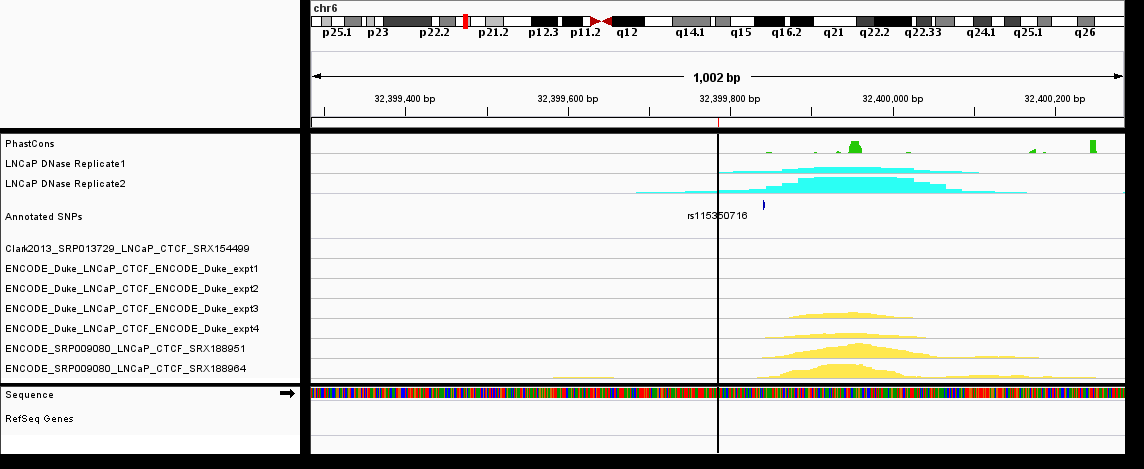 chr6
p25.1 p23 p22.2 p21.2 p12.3 p11.2 q12 q14.1 q15 q16.2 q21 q22.2 q22.33 q24.1 q25.1 q26
1,002 bp
32,399,400 bp 32,399,600 bp 32,399,800 bp 32,400,000 bp 32,400,200 bp
PhastCons
LNCaP DNase Replicate1
LNCaP DNase Replicate2
Annotated SNPs
rs115350716
Clark2013_SRP013729_LNCaP_CTCF_SRX154499
ENCODE_Duke_LNCaP_CTCF_ENCODE_Duke_expt1
ENCODE_Duke_LNCaP_CTCF_ENCODE_Duke_expt2
ENCODE_Duke_LNCaP_CTCF_ENCODE_Duke_expt3
ENCODE_Duke_LNCaP_CTCF_ENCODE_Duke_expt4
ENCODE_SRP009080_LNCaP_CTCF_SRX188951
ENCODE_SRP009080_LNCaP_CTCF_SRX188964
Sequence
RefSeq Genes